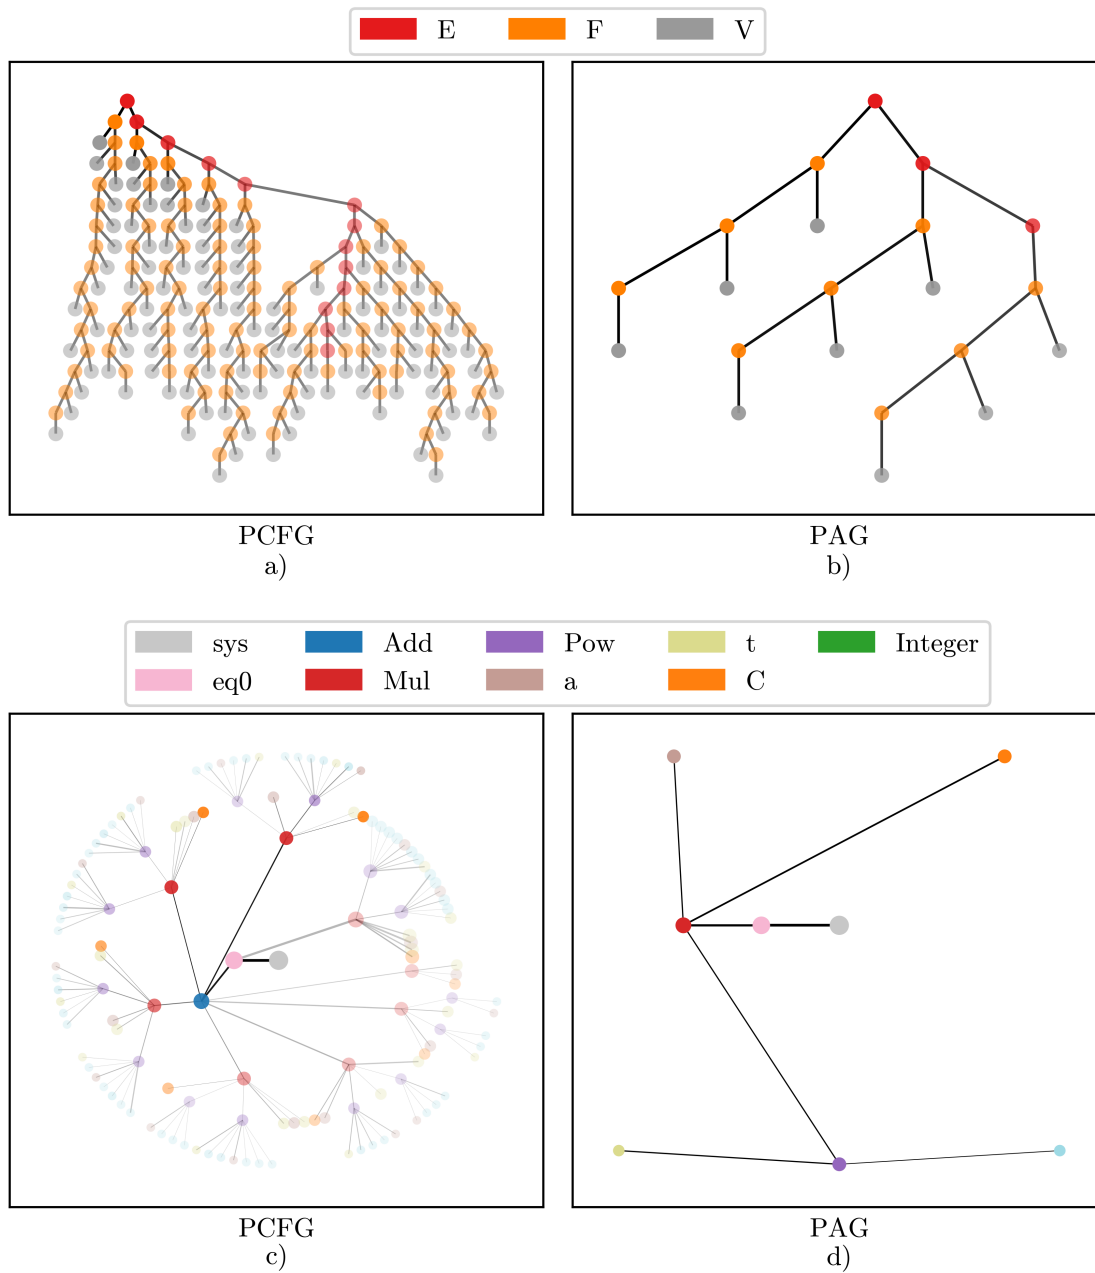 E F V
PCFG PAG
a) b)
sys Add Pow t Integer
eq0 Mul a C
PCFG PAG
c) d)